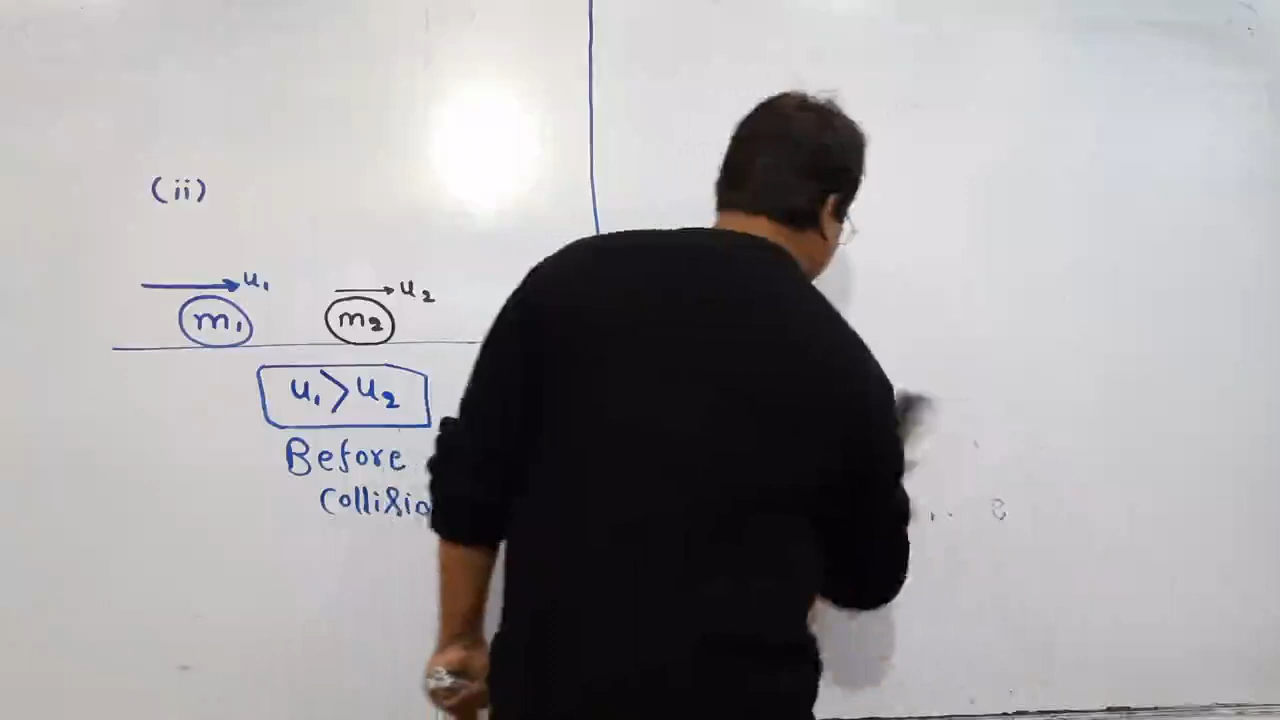 (ii)
u₁ u₂
m₁ m₂
u₁ > u₂
Before